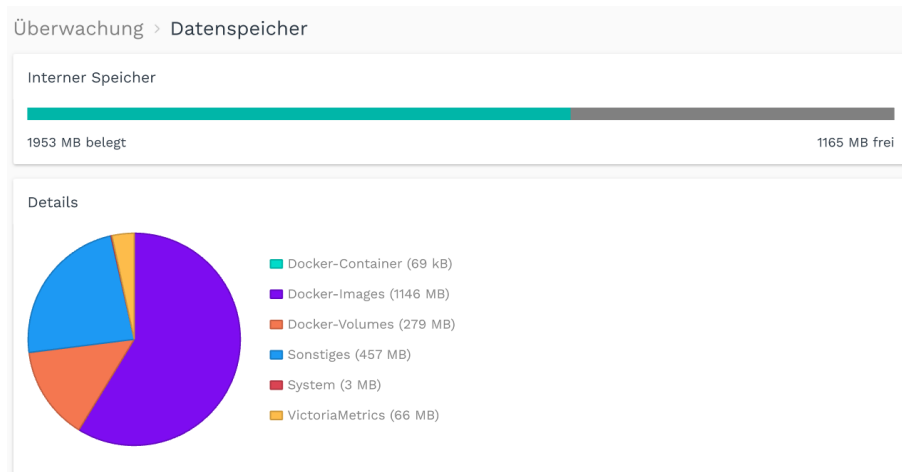 Überwachung > Datenspeicher
Interner Speicher
1953 MB belegt 1165 MB frei
Details
Docker-Container (69 kB)
Docker-Images (1146 MB)
Docker-Volumes (279 MB)
Sonstiges (457 MB)
System (3 MB)
VictoriaMetrics (66 MB)